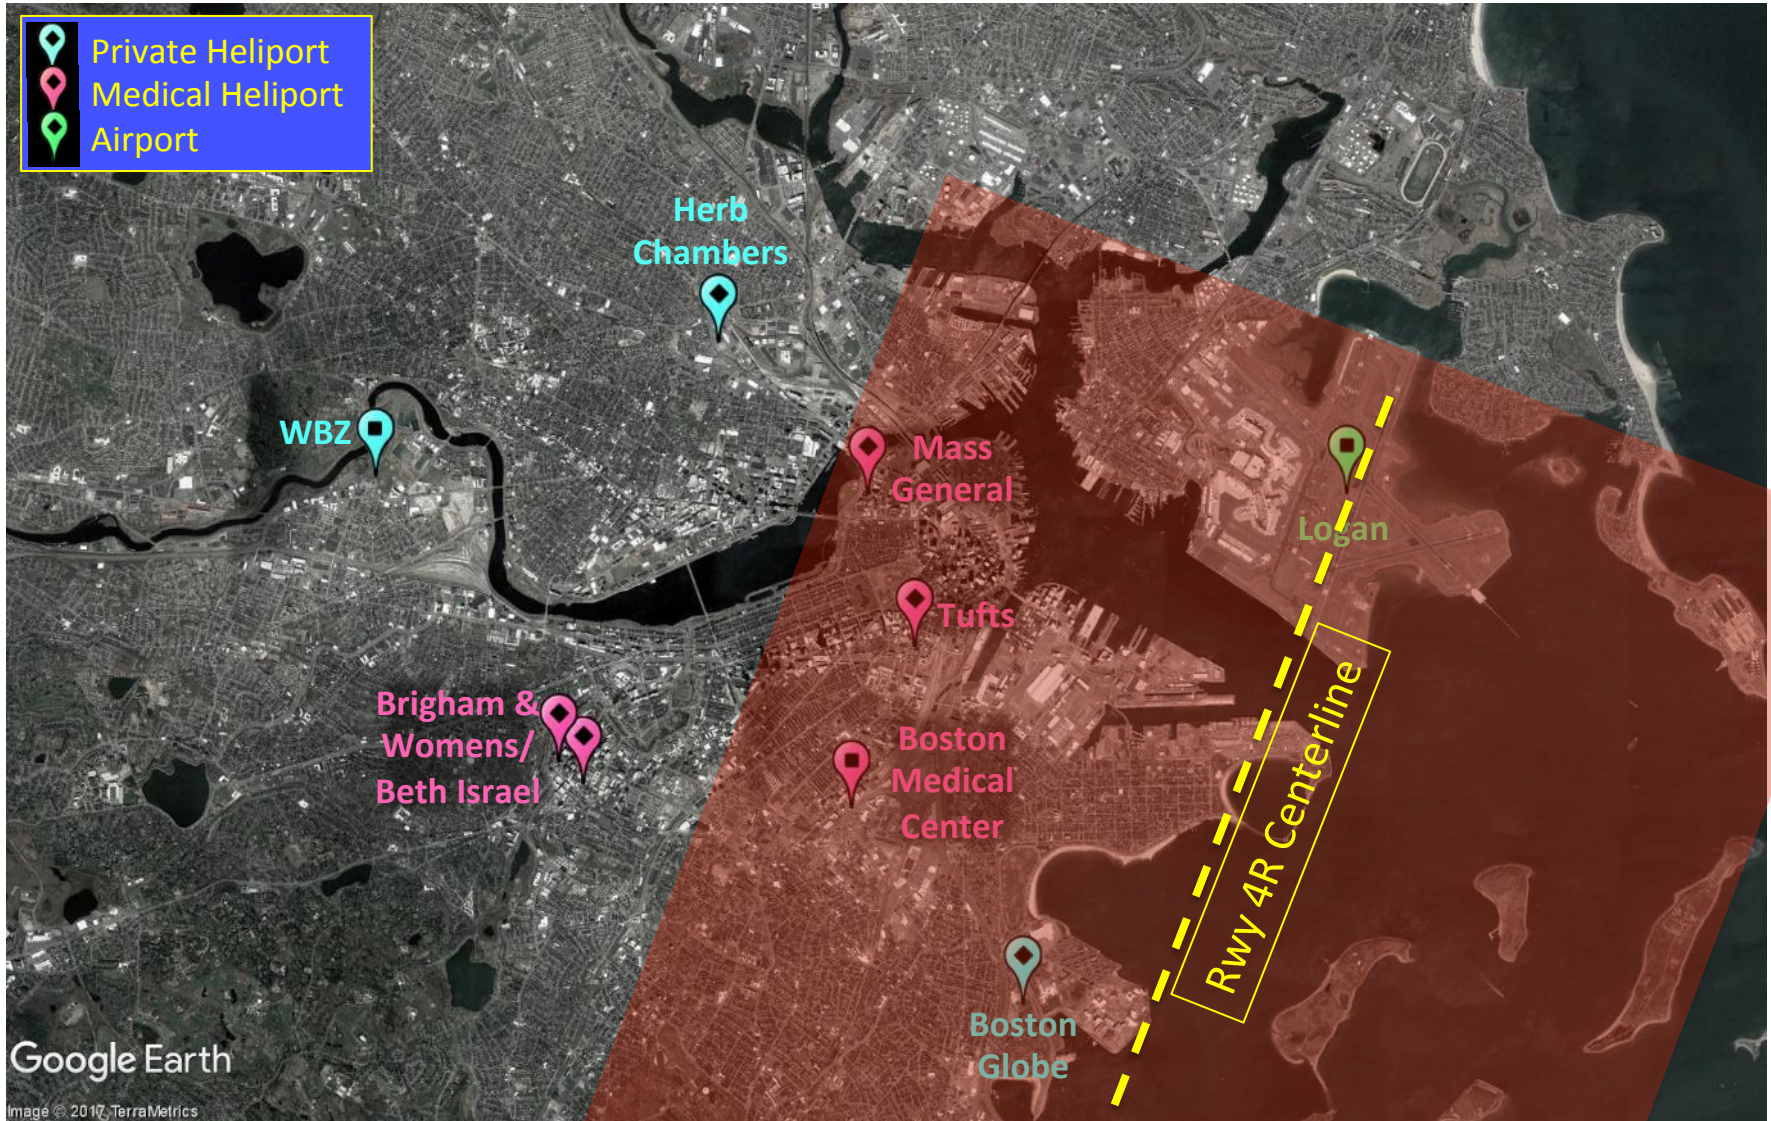 Private Heliport
Medical Heliport
Airport
Herb
Chambers
WBZ
Mass
General
Logan
Tufts
Brigham &
Womens/
Beth Israel
Boston
Medical
Center
Rwy 4R Centerline
Boston
Globe
Google Earth
Image © 2017 TerraMetrics